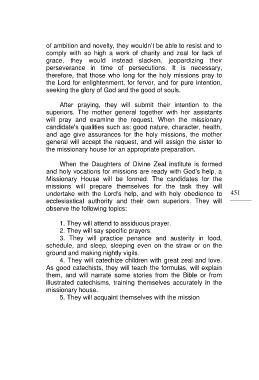 of ambition and novelty, they wouldn't be able to resist and to
comply with so high a work of charity and zeal for lack of
grace, they would instead slacken, jeopardizing their
perseverance in time of persecutions. It is necessary,
therefore, that those who long for the holy missions pray to
the Lord for enlightenment, for fervor, and for pure intention,
seeking the glory of God and the good of souls.
After praying, they will submit their intention to the
superiors. The mother general together with her assistants
will pray and examine the request. When the missionary
candidate's qualities such as: good nature, character, health,
and age give assurances for the holy missions, the mother
general will accept the request, and will assign the sister to
the missionary house for an appropriate preparation.
When the Daughters of Divine Zeal Institute is formed
and holy vocations for missions are ready with God's help, a
Missionary House will be formed. The candidates for the
missions will prepare themselves for the task they will
undertake with the Lord's help, and with holy obedience to
ecclesiastical authority and their own superiors. They will
observe the following topics:
451
1. They will attend to assiduous prayer.
2. They will say specific prayers.
3. They will practice penance and austerity in food,
schedule, and sleep, sleeping even on the straw or on the
ground and making nightly vigils.
4. They will catechize children with great zeal and love.
As good catechists, they will teach the formulas, will explain
them, and will narrate some stories from the Bible or from
illustrated catechisms, training themselves accurately in the
missionary house.
5. They will acquaint themselves with the mission